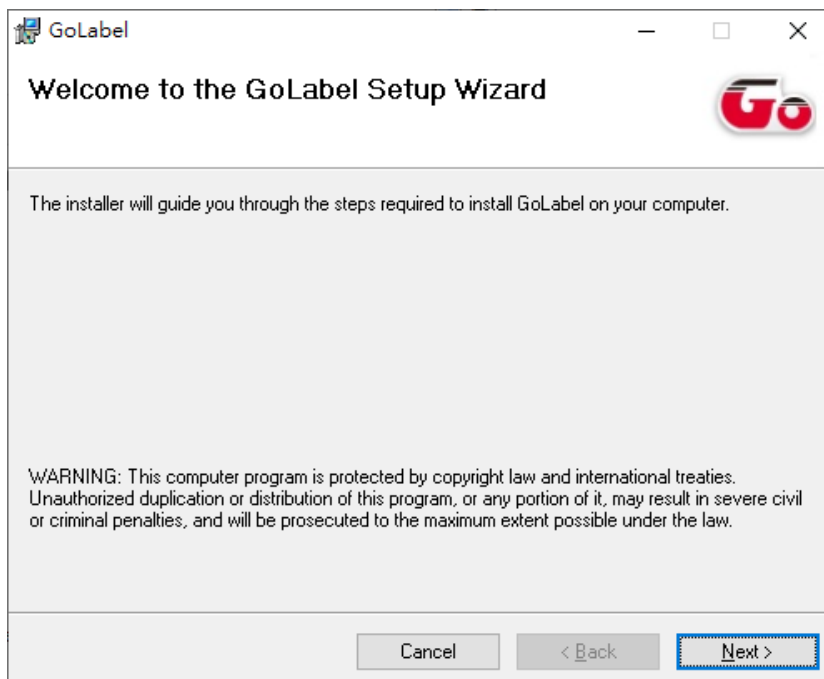 GoLabel
Welcome to the GoLabel Setup Wizard
Go
The installer will guide you through the steps required to install GoLabel on your computer.
WARNING: This computer program is protected by copyright law and international treaties.
Unauthorized duplication or distribution of this program, or any portion of it, may result in severe civil
or criminal penalties, and will be prosecuted to the maximum extent possible under the law.
Cancel
< Back
Next >